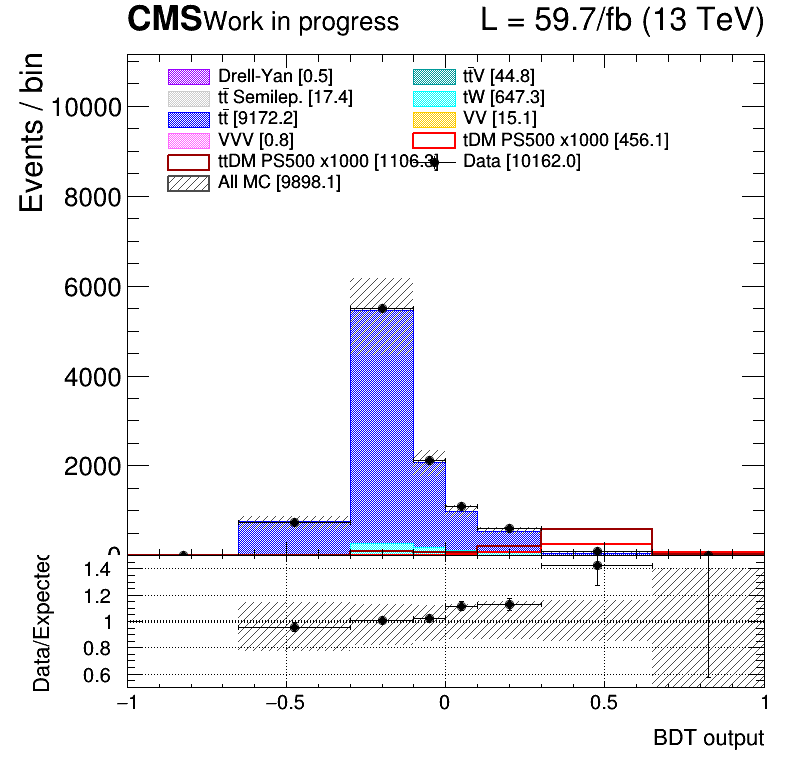 CMS Work in progress L = 59.7/fb (13 TeV)
Events / bin
10000
8000
6000
4000
2000
0
Drell-Yan [0.5] tt̄V [44.8]
tt̄ Semilep. [17.4] tW [647.3]
tt̄ [9172.2] VV [15.1]
VVV [0.8] tDM PS500 x1000 [456.1]
ttDM PS500 x1000 [1106.3] Data [10162.0]
All MC [9898.1]
Data/Expected
1.4
1.2
1
0.8
0.6
−1 −0.5 0 0.5 1
BDT output